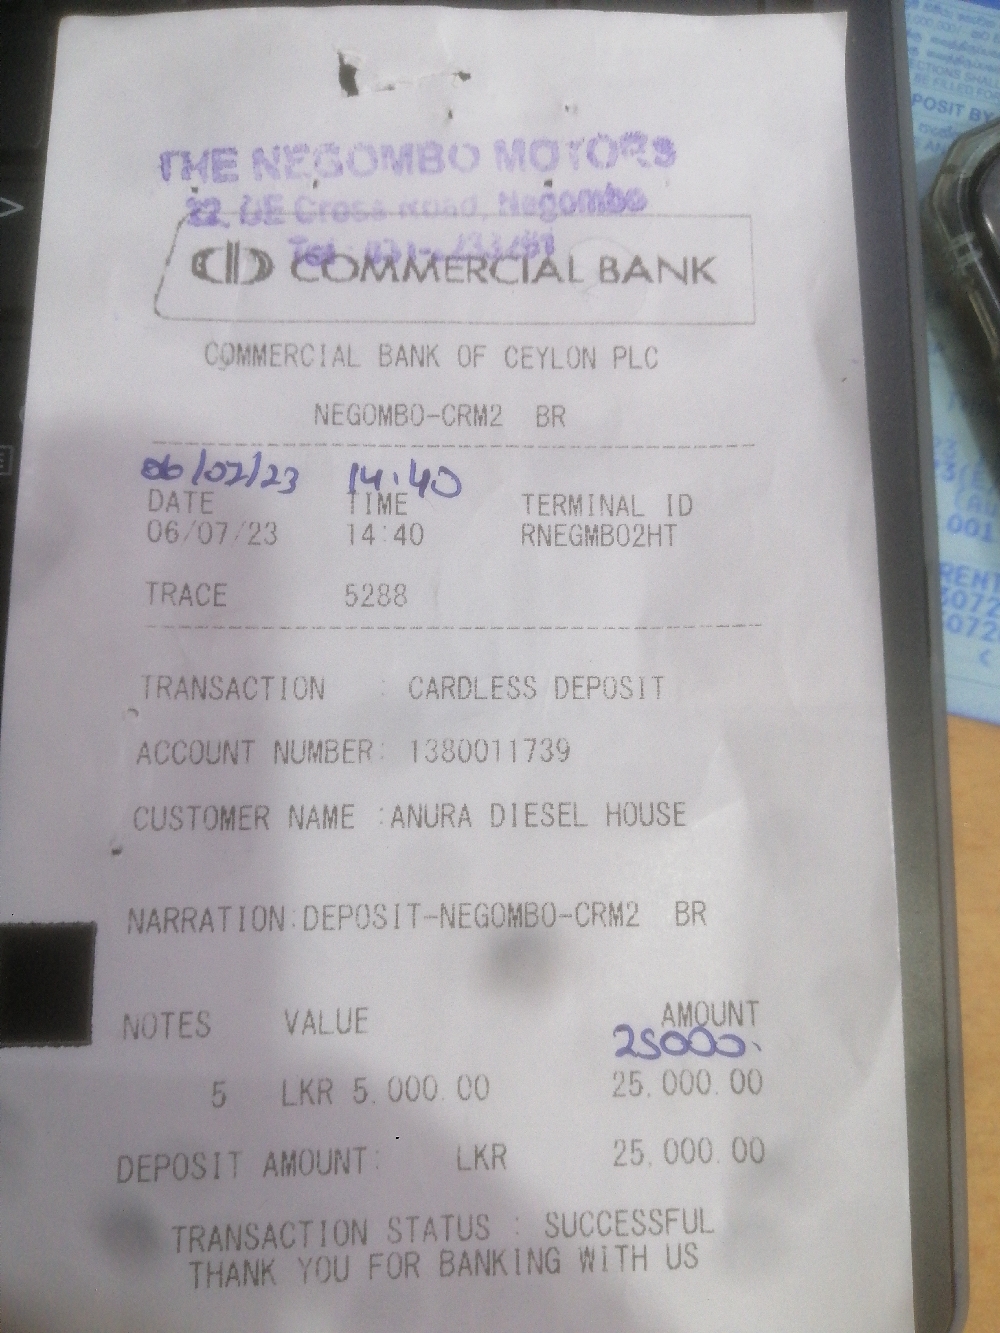 THE NEGOMBO MOTORS
Cross Road, Negombo
Tel
COMMERCIAL BANK
COMMERCIAL BANK OF CEYLON PLC
NEGOMBO-CRM2 BR
06/07/23 14:40
DATE TIME TERMINAL ID
06/07/23 14:40 RNEGMB02HT
TRACE 5288
TRANSACTION : CARDLESS DEPOSIT
ACCOUNT NUMBER: 1380011739
CUSTOMER NAME :ANURA DIESEL HOUSE
NARRATION:DEPOSIT-NEGOMBO-CRM2 BR
NOTES VALUE AMOUNT
25000.
5 LKR 5,000.00 25,000.00
DEPOSIT AMOUNT: LKR 25,000.00
TRANSACTION STATUS : SUCCESSFUL
THANK YOU FOR BANKING WITH US
POSIT BY